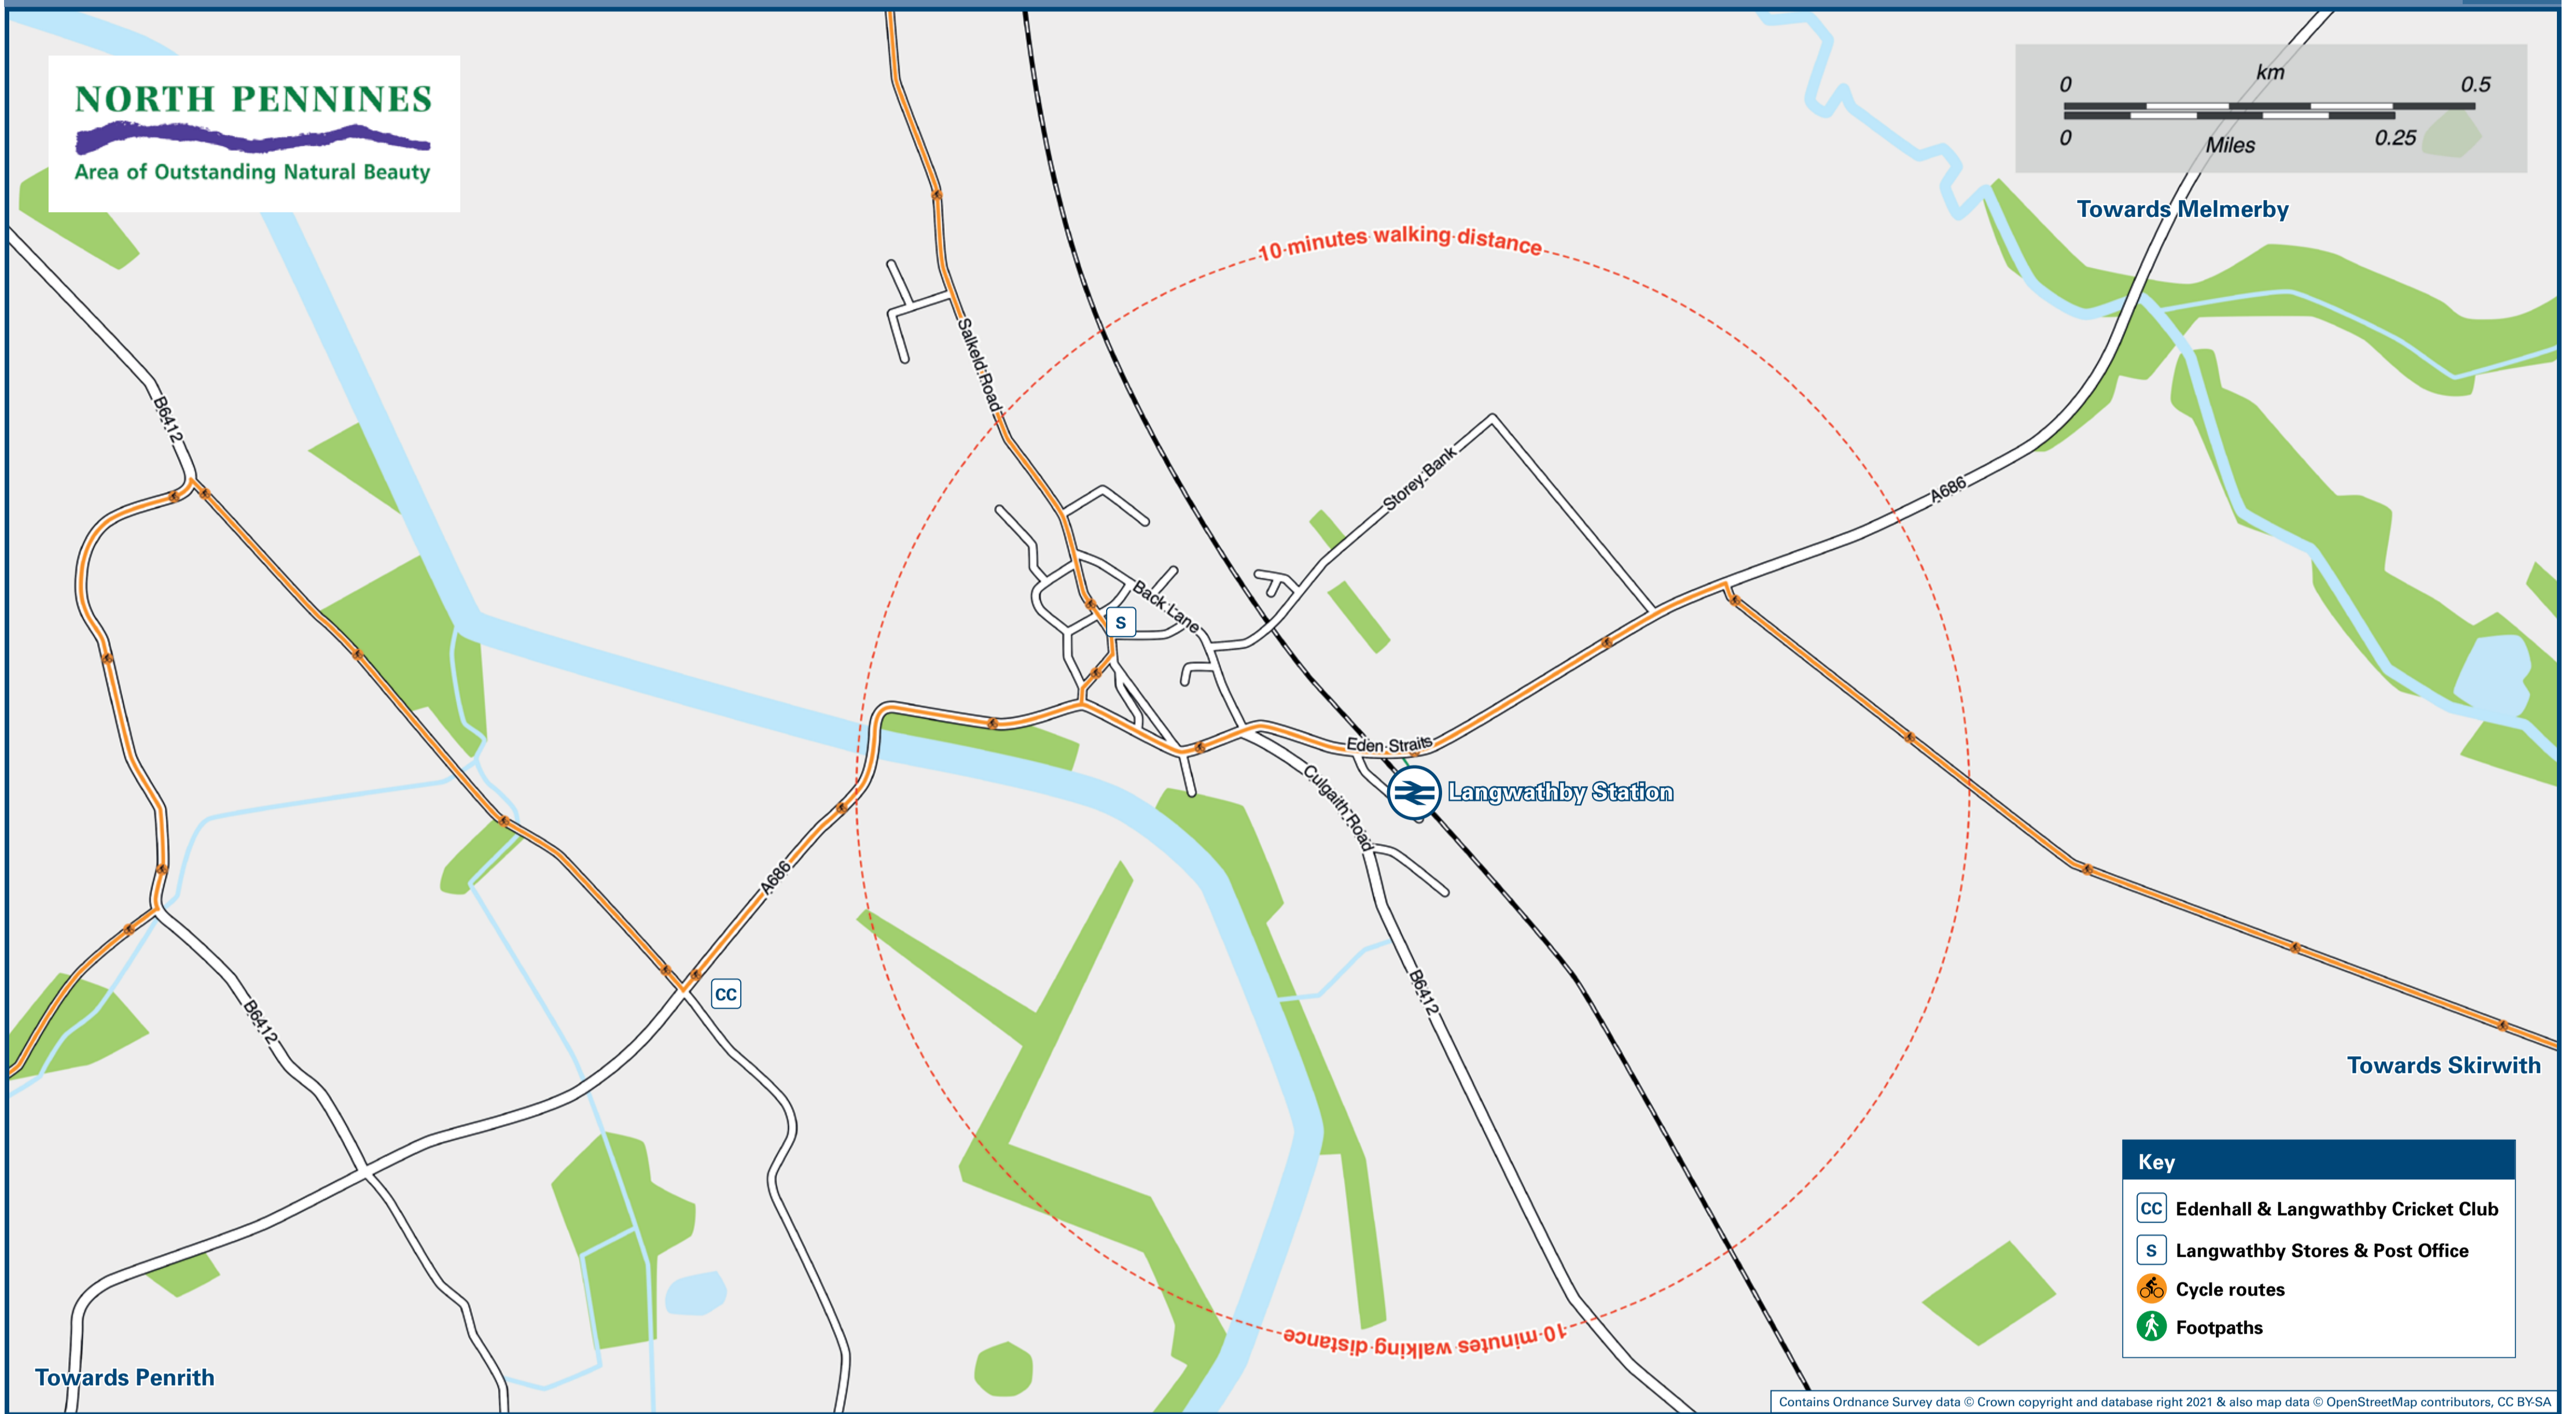 NORTH PENNINES
Area of Outstanding Natural Beauty
km
0 0.5
0 0.25
Miles
Towards Melmerby
10 minutes walking distance
Salkeld Road
B6412
Storey Bank
A686
Back Lane
S
Eden Straits
Langwathby Station
Culgaith Road
A686
CC
B6412
B6412
Towards Skirwith
10 minutes walking distance
Towards Penrith
Key
CC Edenhall & Langwathby Cricket Club
S Langwathby Stores & Post Office
Cycle routes
Footpaths
Contains Ordnance Survey data © Crown copyright and database right 2021 & also map data © OpenStreetMap contributors, CC BY-SA